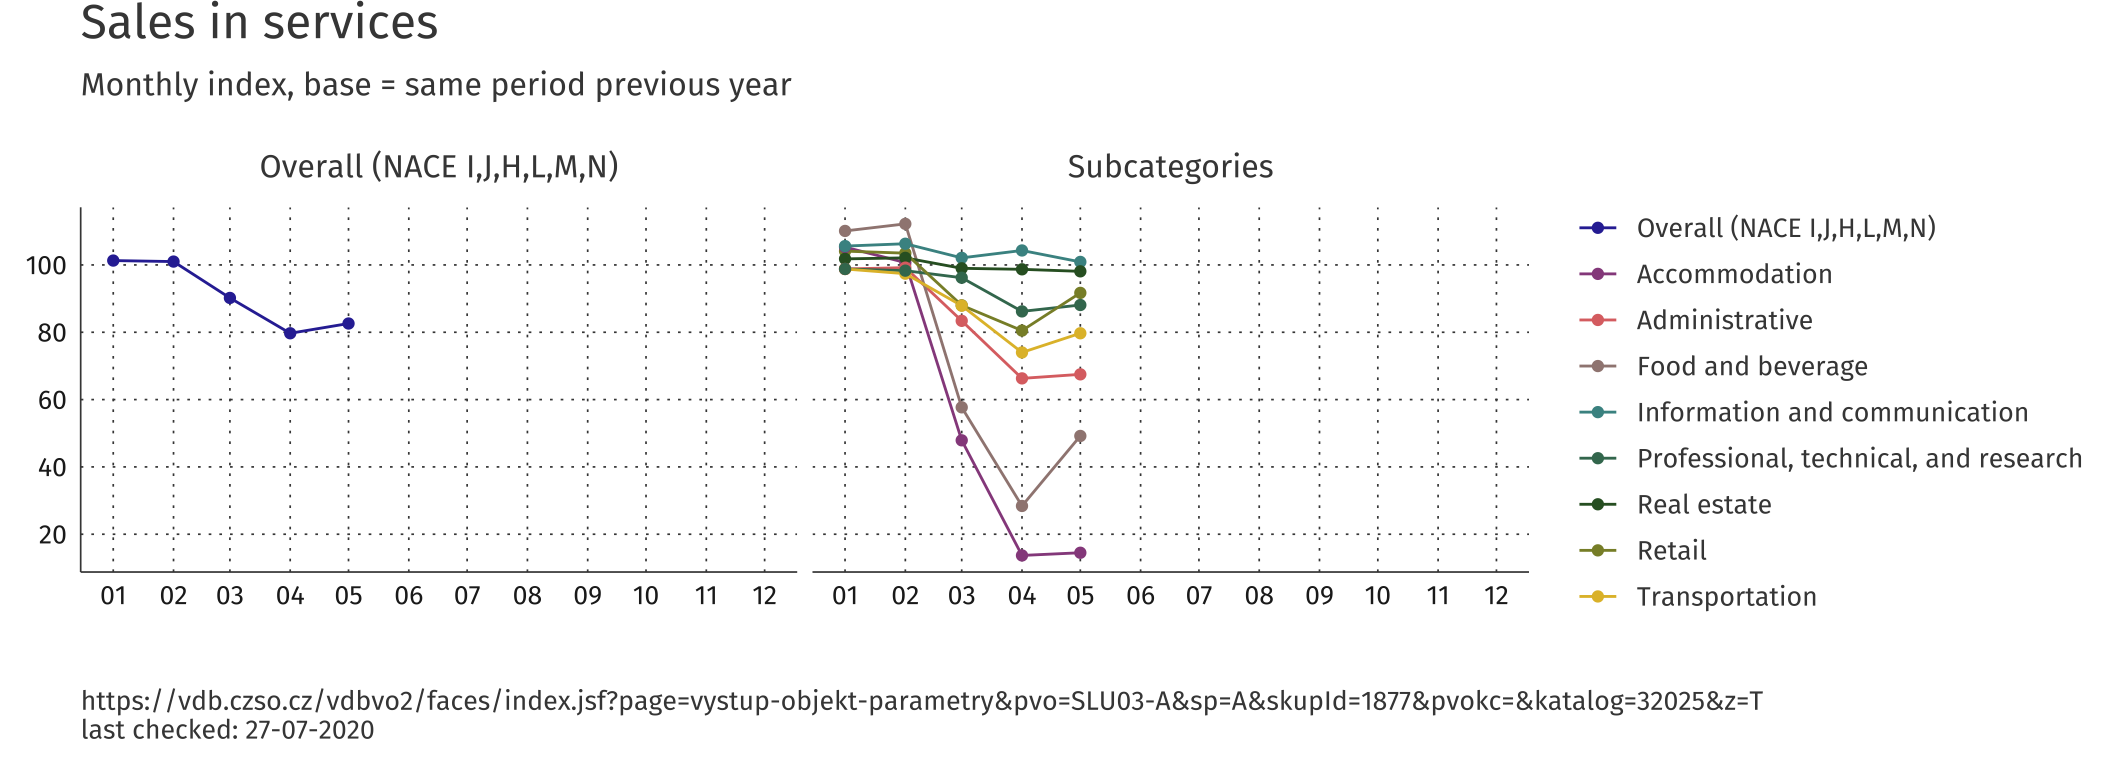 Sales in services
Monthly index, base = same period previous year
Overall (NACE I,J,H,L,M,N)
Subcategories
100
80
60
40
20
01 02 03 04 05 06 07 08 09 10 11 12
01 02 03 04 05 06 07 08 09 10 11 12
Overall (NACE I,J,H,L,M,N)
Accommodation
Administrative
Food and beverage
Information and communication
Professional, technical, and research
Real estate
Retail
Transportation
https://vdb.czso.cz/vdbvo2/faces/index.jsf?page=vystup-objekt-parametry&pvo=SLU03-A&sp=A&skupId=1877&pvokc=&katalog=32025&z=T
last checked: 27-07-2020